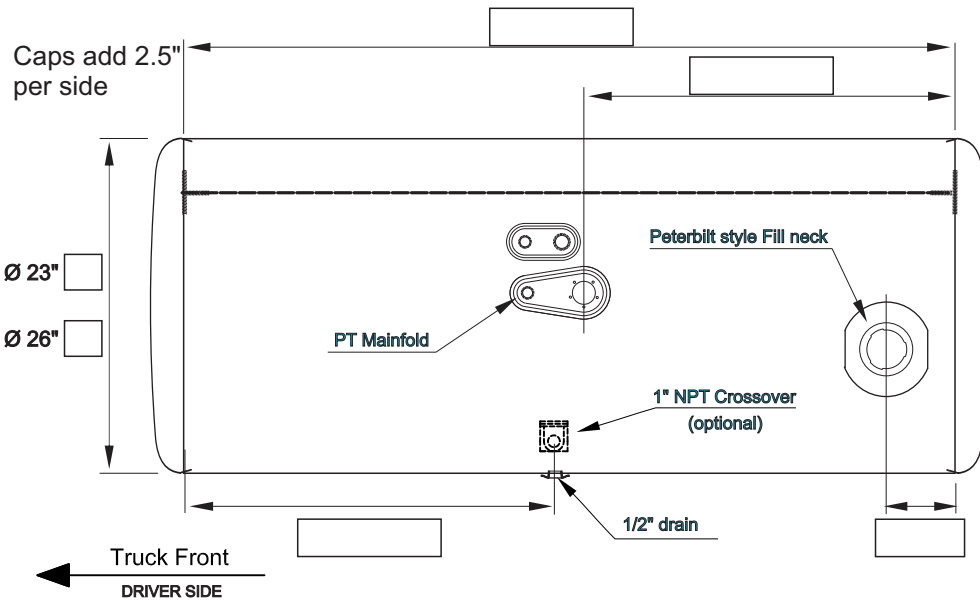 Caps add 2.5"
per side
Peterbilt style Fill neck
Ø 23"
Ø 26"
PT Mainfold
1" NPT Crossover
(optional)
1/2" drain
Truck Front
DRIVER SIDE